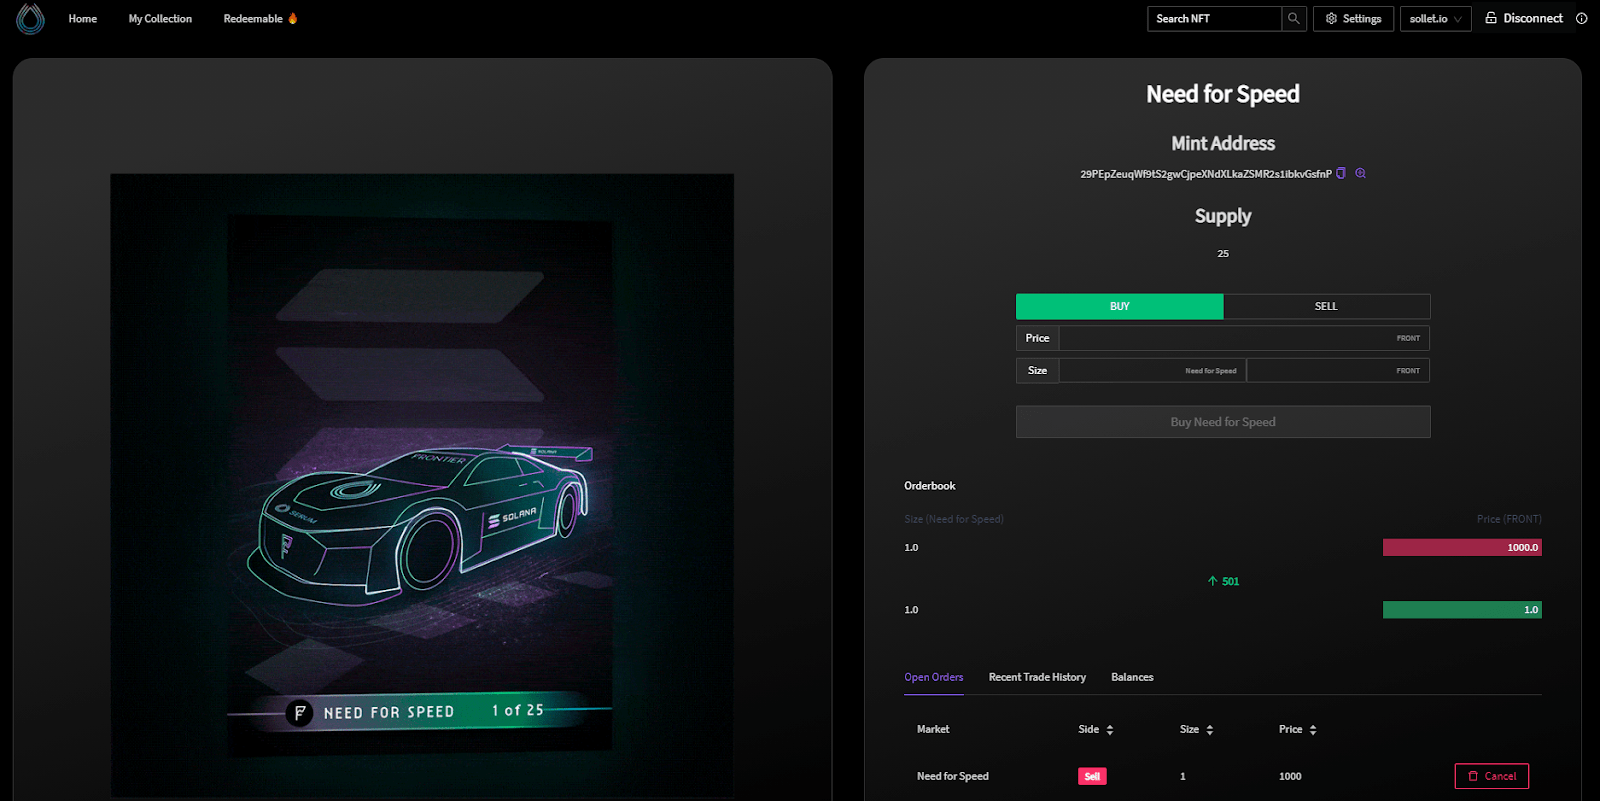 Home My Collection Redeemable Search NFT Settings sollet.io Disconnect
Need for Speed
Mint Address
29PEpZeuqWf9tS2gwCjpeXNdXLkaZSMR2s1ibkvGsfnP
Supply
25
BUY SELL
Price FRONT
Size Need for Speed FRONT
Buy Need for Speed
FRONTIER
SOLANA
SERUM
SOLANA
NEED FOR SPEED 1 of 25
Orderbook
Size (Need for Speed) Price (FRONT)
1.0 1000.0
501
1.0 1.0
Open Orders Recent Trade History Balances
Market Side Size Price
Need for Speed Sell 1 1000 Cancel